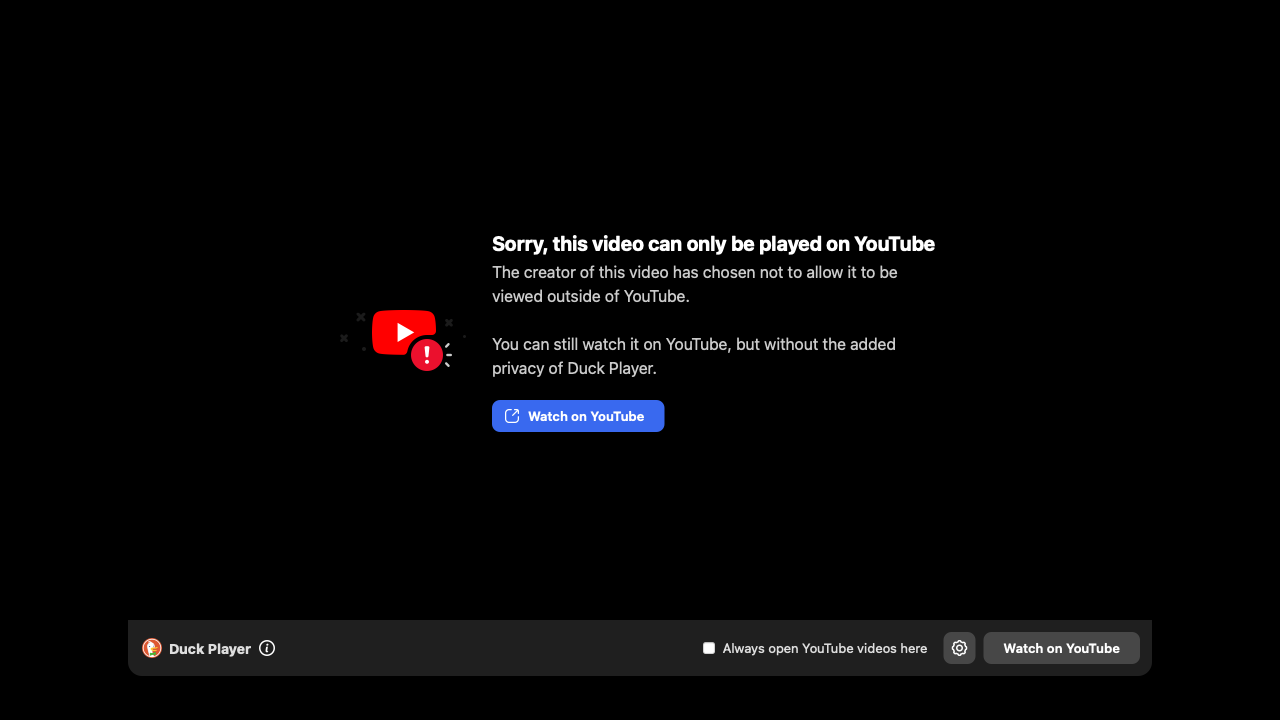 Sorry, this video can only be played on YouTube
The creator of this video has chosen not to allow it to be
viewed outside of YouTube.
You can still watch it on YouTube, but without the added
privacy of Duck Player.
Watch on YouTube
Duck Player
Always open YouTube videos here
Watch on YouTube